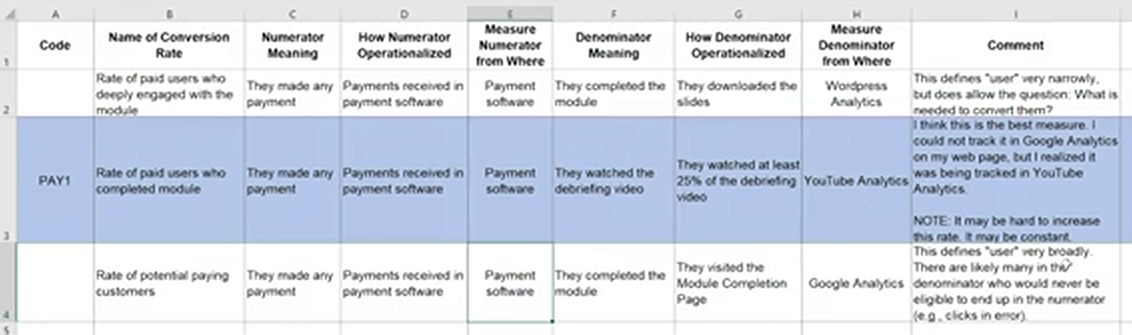 A B C D E F G H I
1 Code Name of Conversion Rate Numerator Meaning How Numerator Operationalized Measure Numerator from Where Denominator Meaning How Denominator Operationalized Measure Denominator from Where Comment
2
Rate of paid users who
deeply engaged with the
module
They made any
payment
Payments received in
payment software
Payment
software
They completed the
module
They downloaded the
slides
Wordpress
Analytics
This defines "user" very narrowly,
but does allow the question: What is
needed to convert them?
3
PAY1
Rate of paid users who
completed module
They made any
payment
Payments received in
payment software
Payment
software
They watched the
debriefing video
They watched at least
25% of the debriefing
video
YouTube Analytics
I think this is the best measure. I
could not track it in Google Analytics
on my web page, but I realized it
was being tracked in YouTube
Analytics.
NOTE: It may be hard to increase
this rate. It may be constant.
4
Rate of potential paying
customers
They made any
payment
Payments received in
payment software
Payment
software
They completed the
module
They visited the
Module Completion
Page
Google Analytics
This defines "user" very broadly.
There are likely many in the
denominator who would never be
eligible to end up in the numerator
(e.g., clicks in error).
5